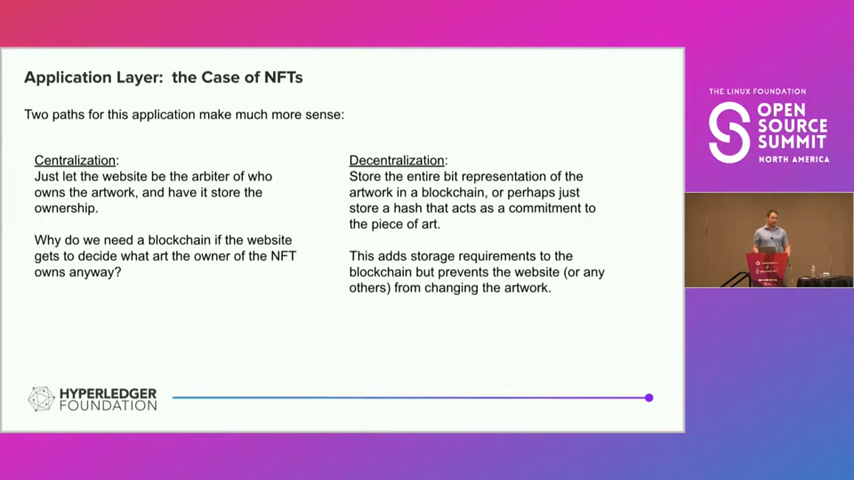 Application Layer:  the Case of NFTs
Two paths for this application make much more sense:
Centralization:
Just let the website be the arbiter of who
owns the artwork, and have it store the
ownership.
Why do we need a blockchain if the website
gets to decide what art the owner of the NFT
owns anyway?
Decentralization:
Store the entire bit representation of the
artwork in a blockchain, or perhaps just
store a hash that acts as a commitment to
the piece of art.
This adds storage requirements to the
blockchain but prevents the website (or any
others) from changing the artwork.
HYPERLEDGER
FOUNDATION
THE LINUX FOUNDATION
OPEN
SOURCE
SUMMIT
NORTH AMERICA